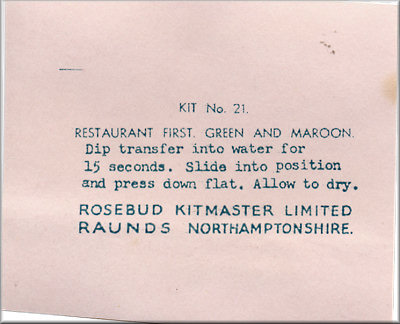 KIT No. 21.
RESTAURANT FIRST. GREEN AND MAROON.
Dip transfer into water for
15 seconds. Slide into position
and press down flat. Allow to dry.
ROSEBUD KITMASTER LIMITED
RAUNDS NORTHAMPTONSHIRE.